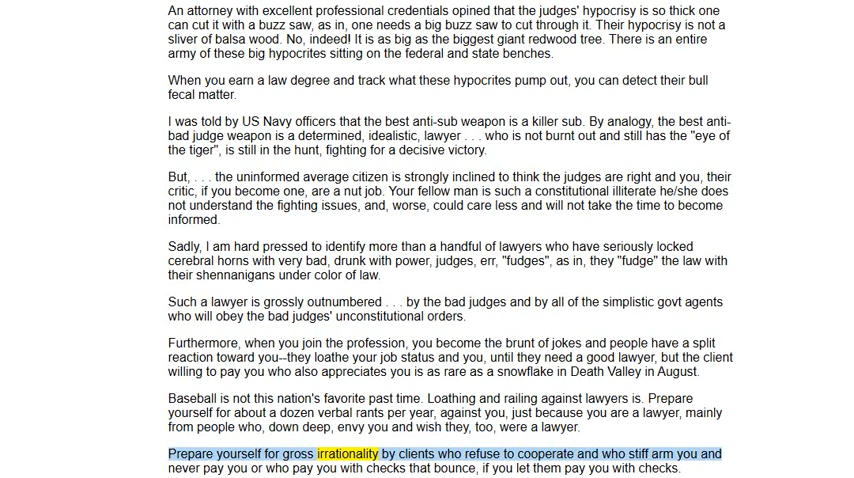 An attorney with excellent professional credentials opined that the judges' hypocrisy is so thick one
can cut it with a buzz saw, as in, one needs a big buzz saw to cut through it. Their hypocrisy is not a
sliver of balsa wood. No, indeed! It is as big as the biggest giant redwood tree. There is an entire
army of these big hypocrites sitting on the federal and state benches.
When you earn a law degree and track what these hypocrites pump out, you can detect their bull
fecal matter.
I was told by US Navy officers that the best anti-sub weapon is a killer sub. By analogy, the best anti-
bad judge weapon is a determined, idealistic, lawyer . . . who is not burnt out and still has the "eye of
the tiger", is still in the hunt, fighting for a decisive victory.
But, . . . the uninformed average citizen is strongly inclined to think the judges are right and you, their
critic, if you become one, are a nut job. Your fellow man is such a constitutional illiterate he/she does
not understand the fighting issues, and, worse, could care less and will not take the time to become
informed.
Sadly, I am hard pressed to identify more than a handful of lawyers who have seriously locked
cerebral horns with very bad, drunk with power, judges, err, "fudges", as in, they "fudge" the law with
their shennanigans under color of law.
Such a lawyer is grossly outnumbered . . . by the bad judges and by all of the simplistic govt agents
who will obey the bad judges' unconstitutional orders.
Furthermore, when you join the profession, you become the brunt of jokes and people have a split
reaction toward you--they loathe your job status and you, until they need a good lawyer, but the client
willing to pay you who also appreciates you is as rare as a snowflake in Death Valley in August.
Baseball is not this nation's favorite past time. Loathing and railing against lawyers is. Prepare
yourself for about a dozen verbal rants per year, against you, just because you are a lawyer, mainly
from people who, down deep, envy you and wish they, too, were a lawyer.
Prepare yourself for gross irrationality by clients who refuse to cooperate and who stiff arm you and
never pay you or who pay you with checks that bounce, if you let them pay you with checks.